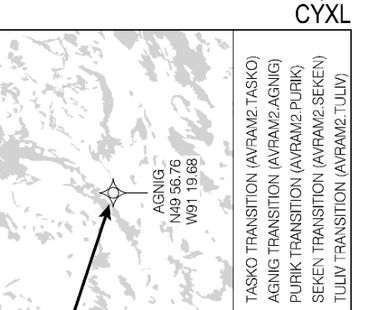 CYXL
AGNIG
N49 56.76
W91 19.68
TASKO TRANSITION (AVRAM2.TASKO)
AGNIG TRANSITION (AVRAM2.AGNIG)
PURIK TRANSITION (AVRAM2.PURIK)
SEKEN TRANSITION (AVRAM2.SEKEN)
TULIV TRANSITION (AVRAM2.TULIV)